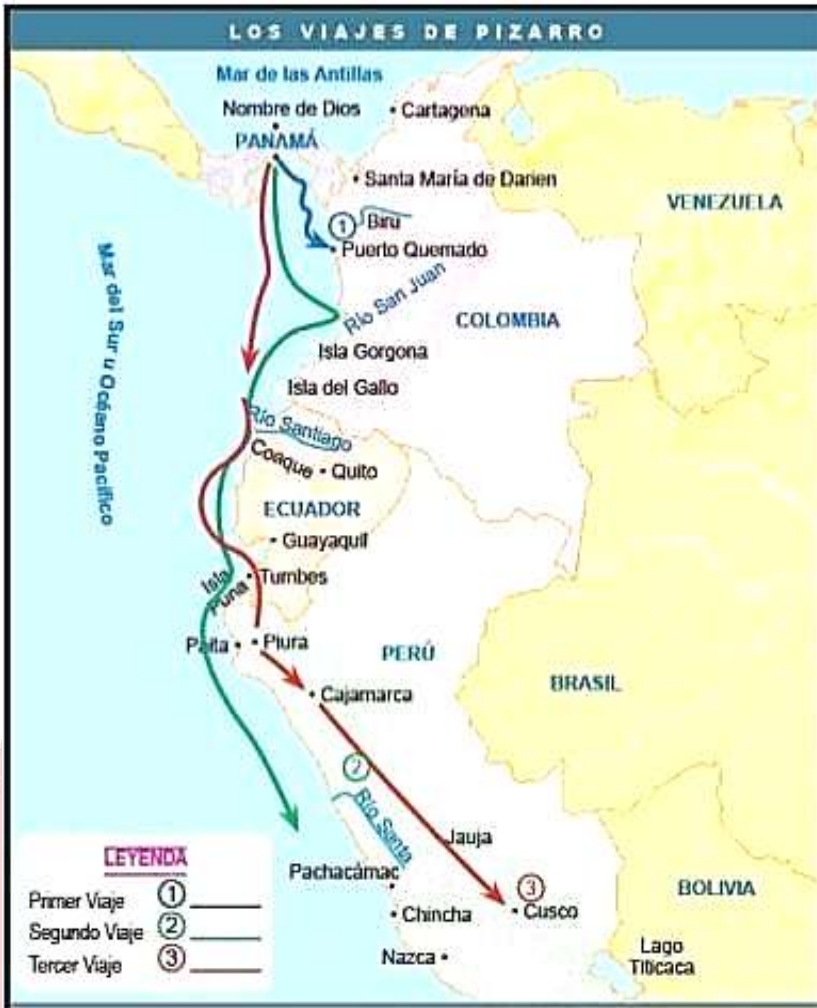 LOS VIAJES DE PIZARRO
Mar de las Antillas
Nombre de Dios
Cartagena
PANAMÁ
Santa María de Darien
VENEZUELA
1
Biru
Puerto Quemado
Mar del Sur u Océano Pacífico
Río San Juan
COLOMBIA
Isla Gorgona
Isla del Gallo
Río Santiago
Coaque
Quito
ECUADOR
Guayaquil
Isla Puna
Tumbes
Paita
Piura
PERÚ
BRASIL
Cajamarca
2
Río Santa
Jauja
Pachacámac
3
Cusco
BOLIVIA
Chincha
Nazca
Lago
Titicaca
LEYENDA
Primer Viaje 1
Segundo Viaje 2
Tercer Viaje 3